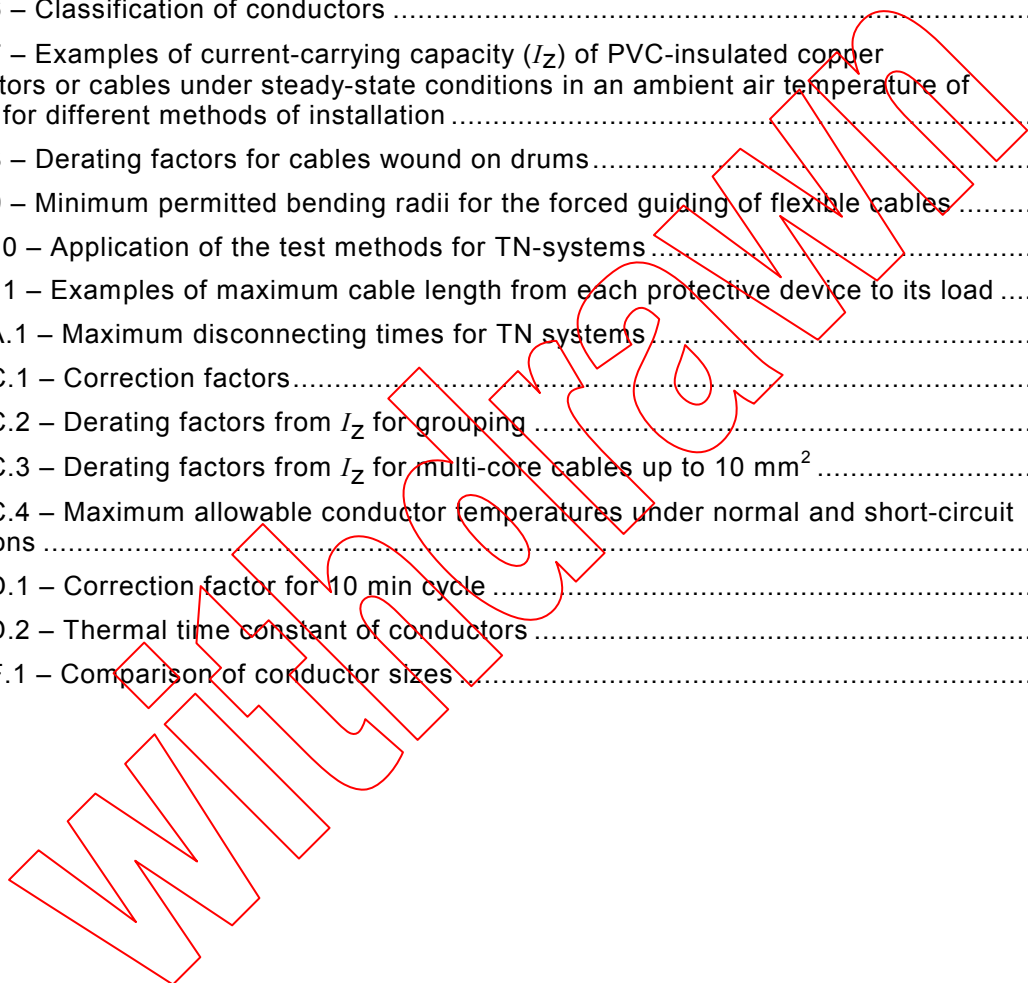 – Classification of conductors
– Examples of current-carrying capacity (Iz) of PVC-insulated copper
tors or cables under steady-state conditions in an ambient air temperature of
for different methods of installation
– Derating factors for cables wound on drums
– Minimum permitted bending radii for the forced guiding of flexible cables
0 – Application of the test methods for TN-systems
1 – Examples of maximum cable length from each protective device to its load
.1 – Maximum disconnecting times for TN systems
C.1 – Correction factors
C.2 – Derating factors from Iz for grouping
C.3 – Derating factors from Iz for multi-core cables up to 10 mm²
C.4 – Maximum allowable conductor temperatures under normal and short-circuit
ons
.1 – Correction factor for 10 min cycle
.2 – Thermal time constant of conductors
.1 – Comparison of conductor sizes
withdrawn